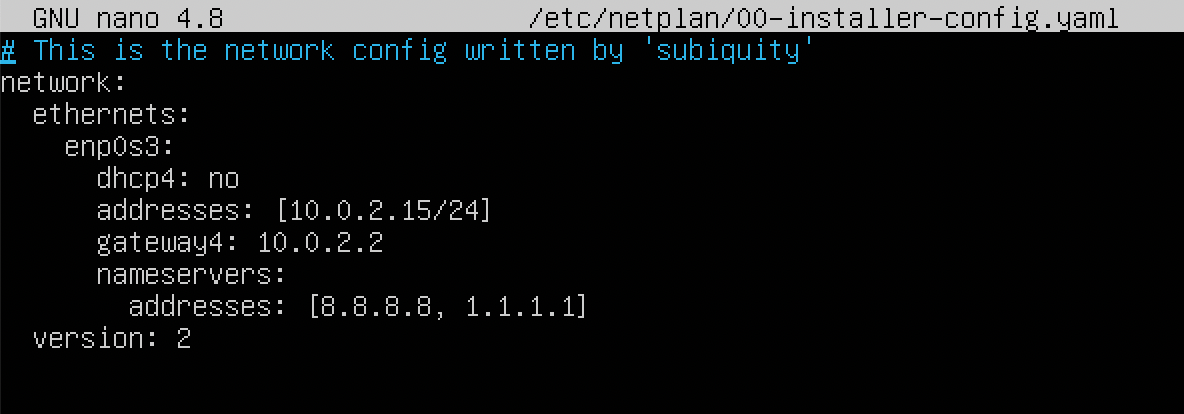 GNU nano 4.8 /etc/netplan/00-installer-config.yaml
# This is the network config written by 'subiquity'
network:
  ethernets:
    enp0s3:
      dhcp4: no
      addresses: [10.0.2.15/24]
      gateway4: 10.0.2.2
      nameservers:
        addresses: [8.8.8.8, 1.1.1.1]
  version: 2